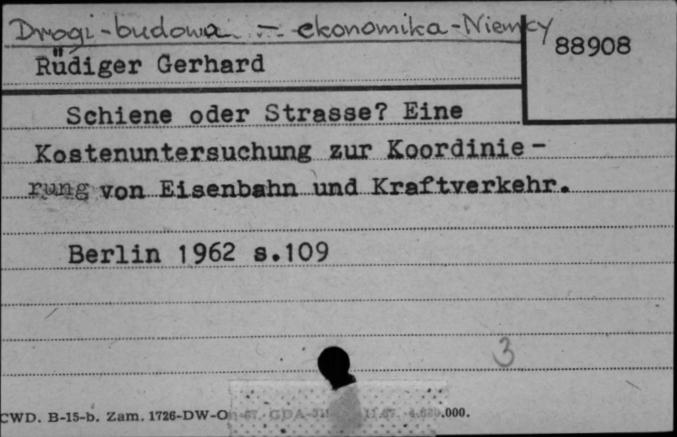 Drogi-budowa - ekonomika-Niemcy
88908
Rüdiger Gerhard
Schiene oder Strasse? Eine
Kostenuntersuchung zur Koordinie-
rung von Eisenbahn und Kraftverkehr.
Berlin 1962 s.109
3
CWD. B-15-b. Zam. 1726-DW-O
.000.